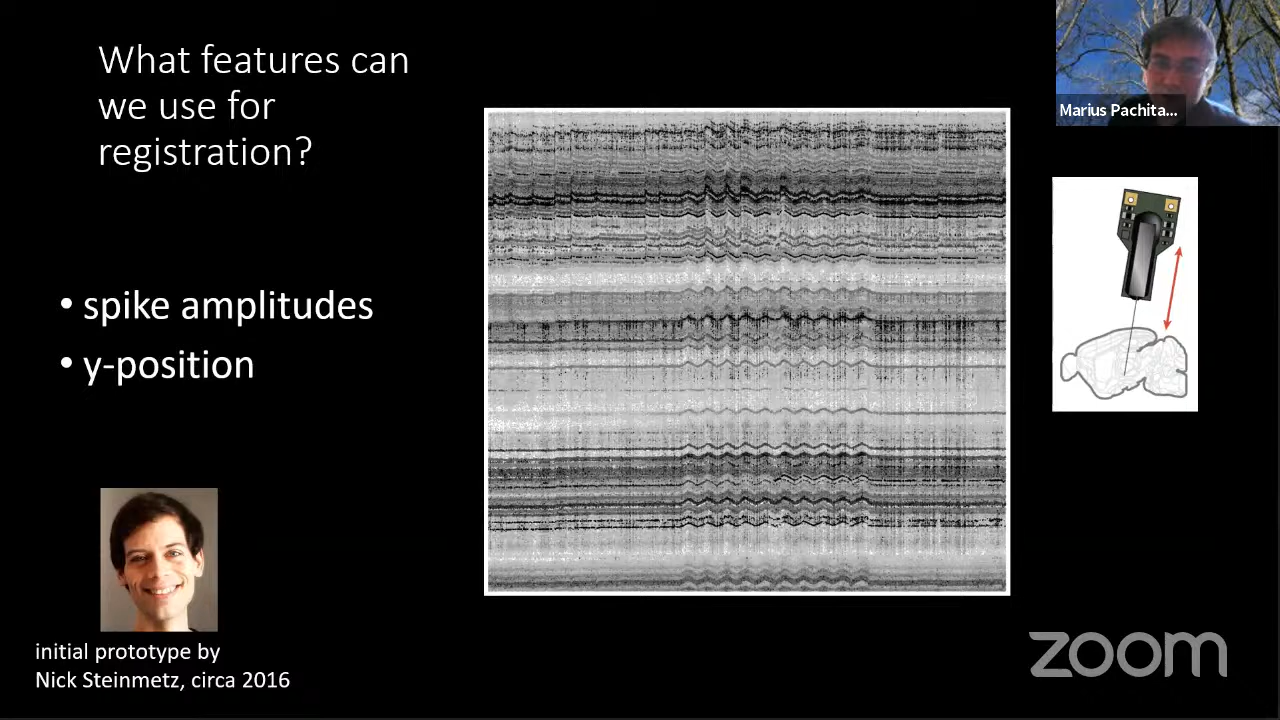 What features can
we use for
registration?
• spike amplitudes
• y-position
initial prototype by
Nick Steinmetz, circa 2016
Marius Pachita...
zoom